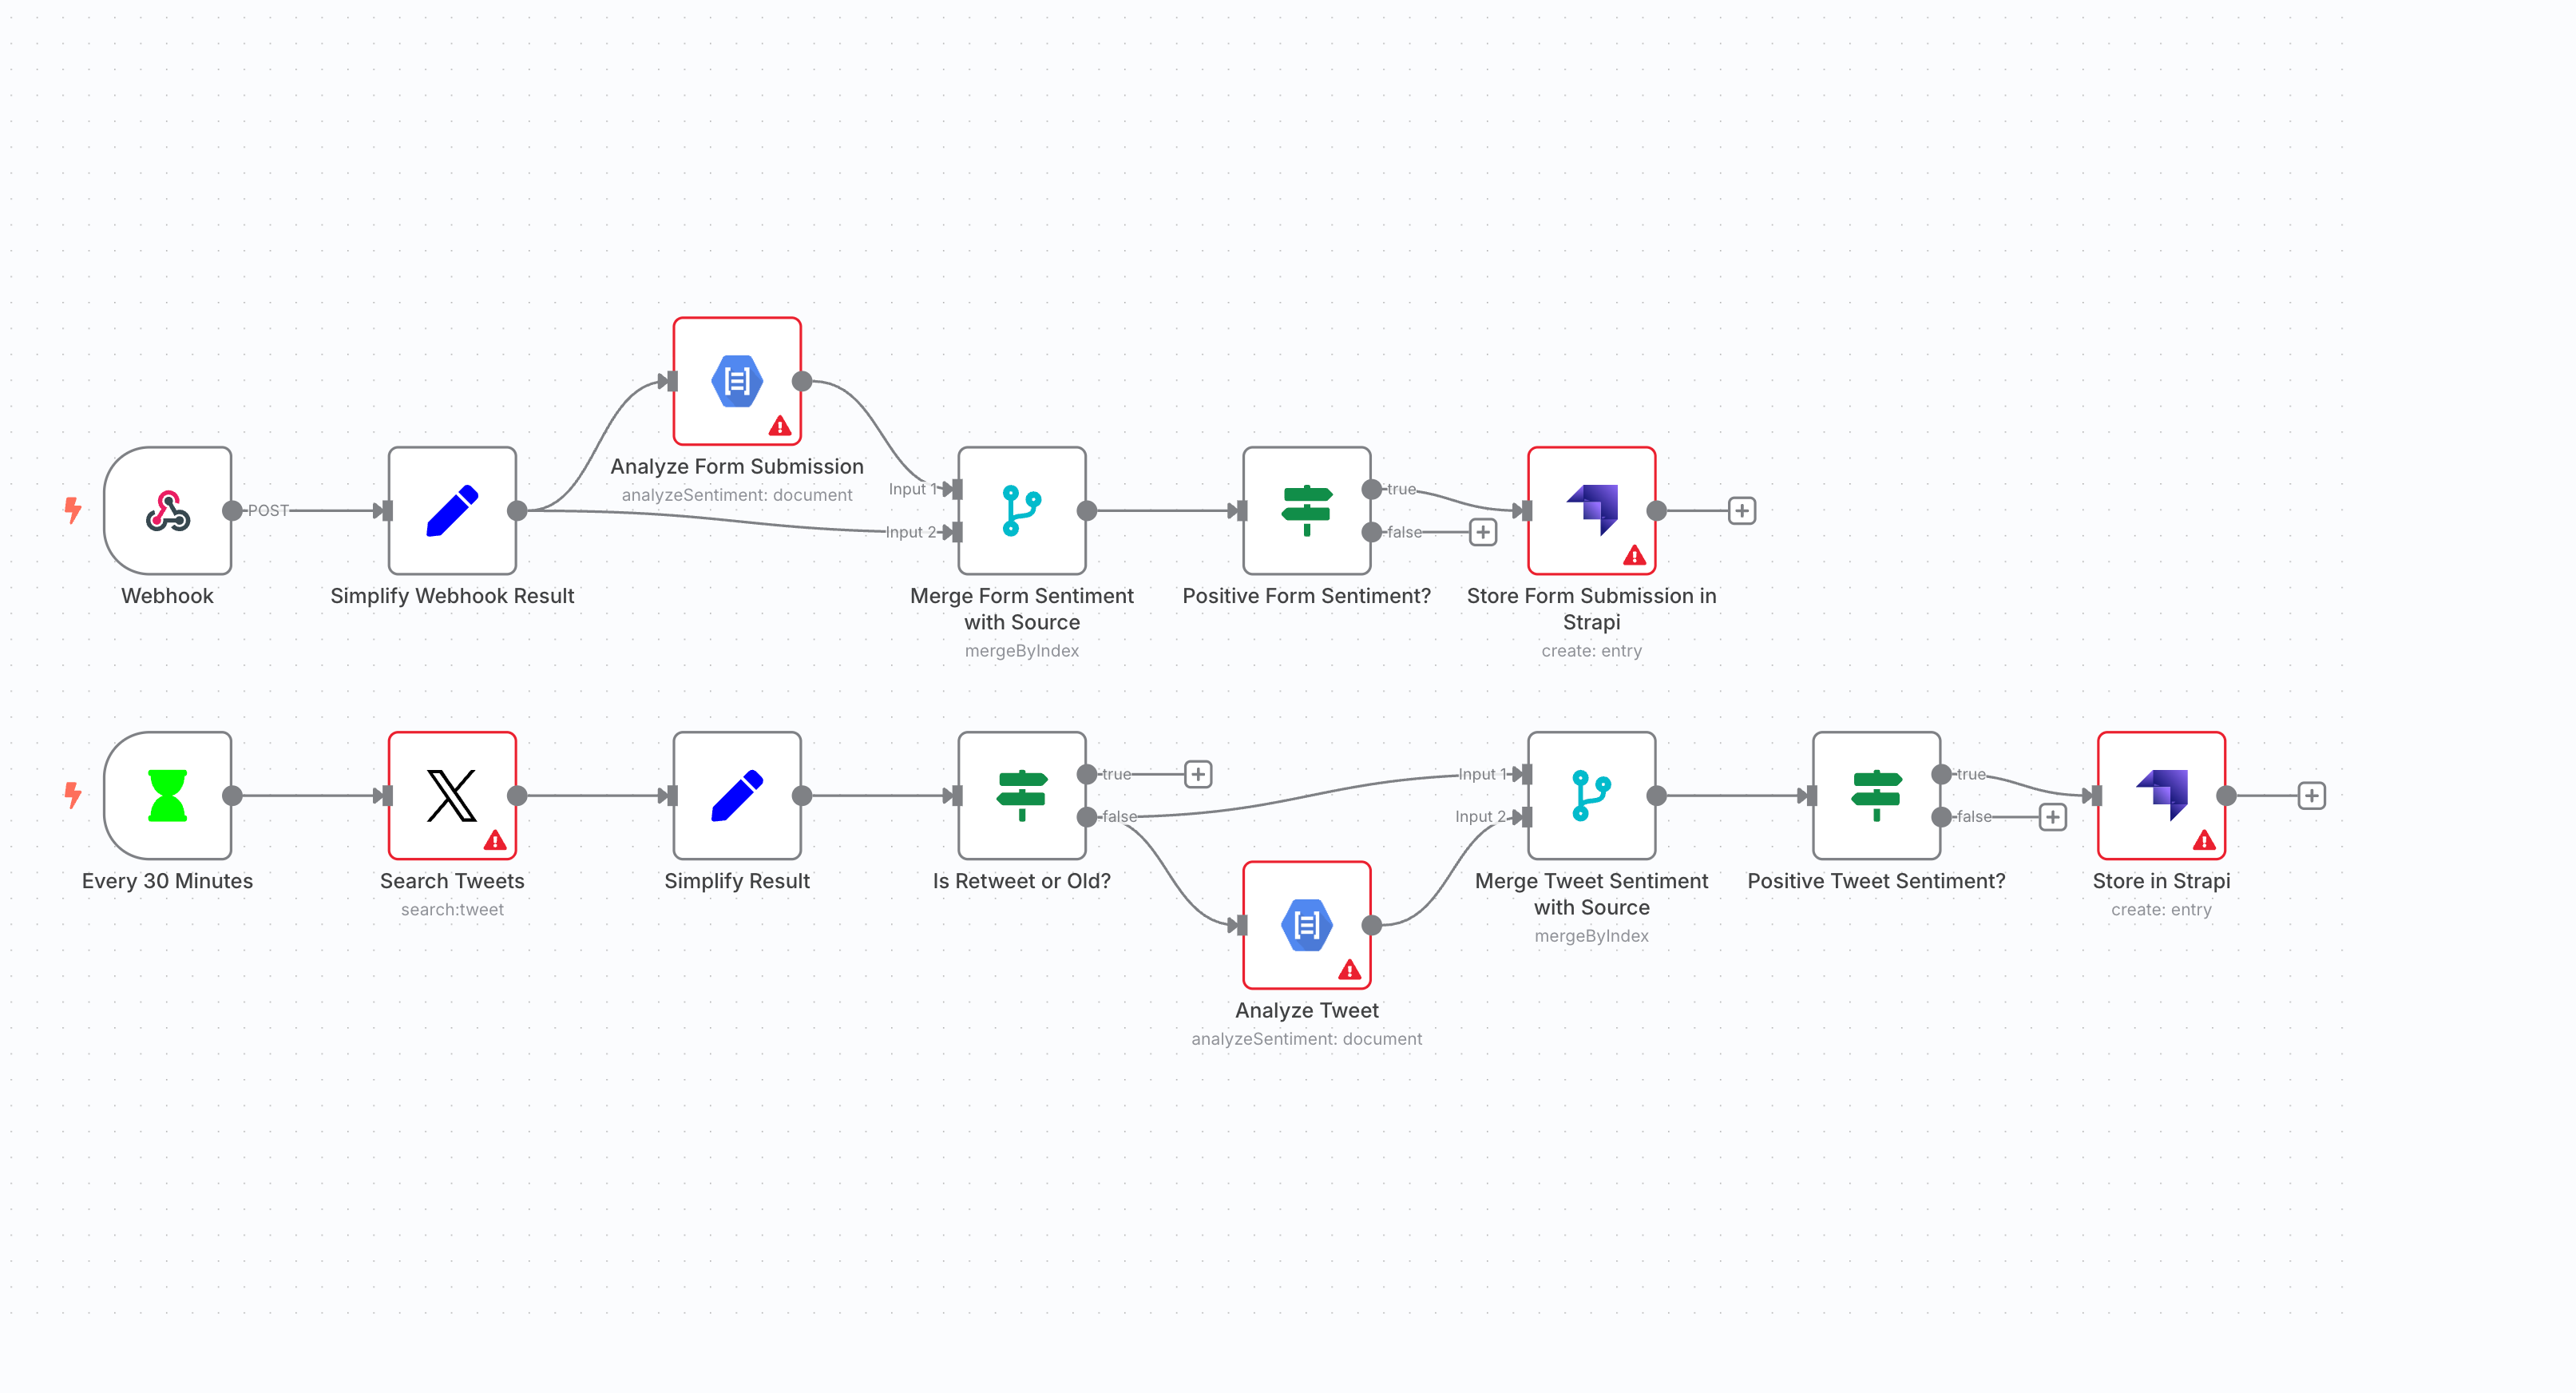 Analyze Form Submission
analyzeSentiment: document
POST
Input 1
Input 2
true
false
Webhook
Simplify Webhook Result
Merge Form Sentiment
with Source
mergeByIndex
Positive Form Sentiment?
Store Form Submission in
Strapi
create: entry
true
false
Input 1
Input 2
true
false
Every 30 Minutes
Search Tweets
search:tweet
Simplify Result
Is Retweet or Old?
Merge Tweet Sentiment
with Source
mergeByIndex
Positive Tweet Sentiment?
Store in Strapi
create: entry
Analyze Tweet
analyzeSentiment: document